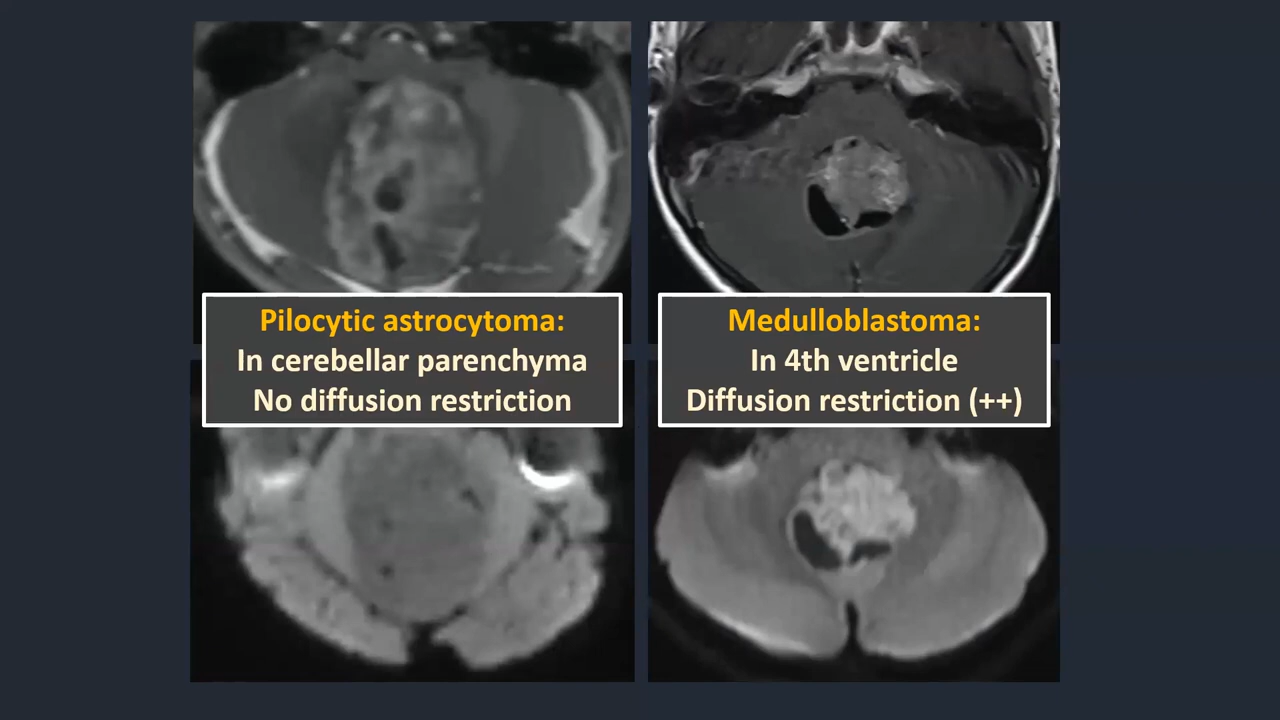 Pilocytic astrocytoma:
In cerebellar parenchyma
No diffusion restriction
Medulloblastoma:
In 4th ventricle
Diffusion restriction (++)